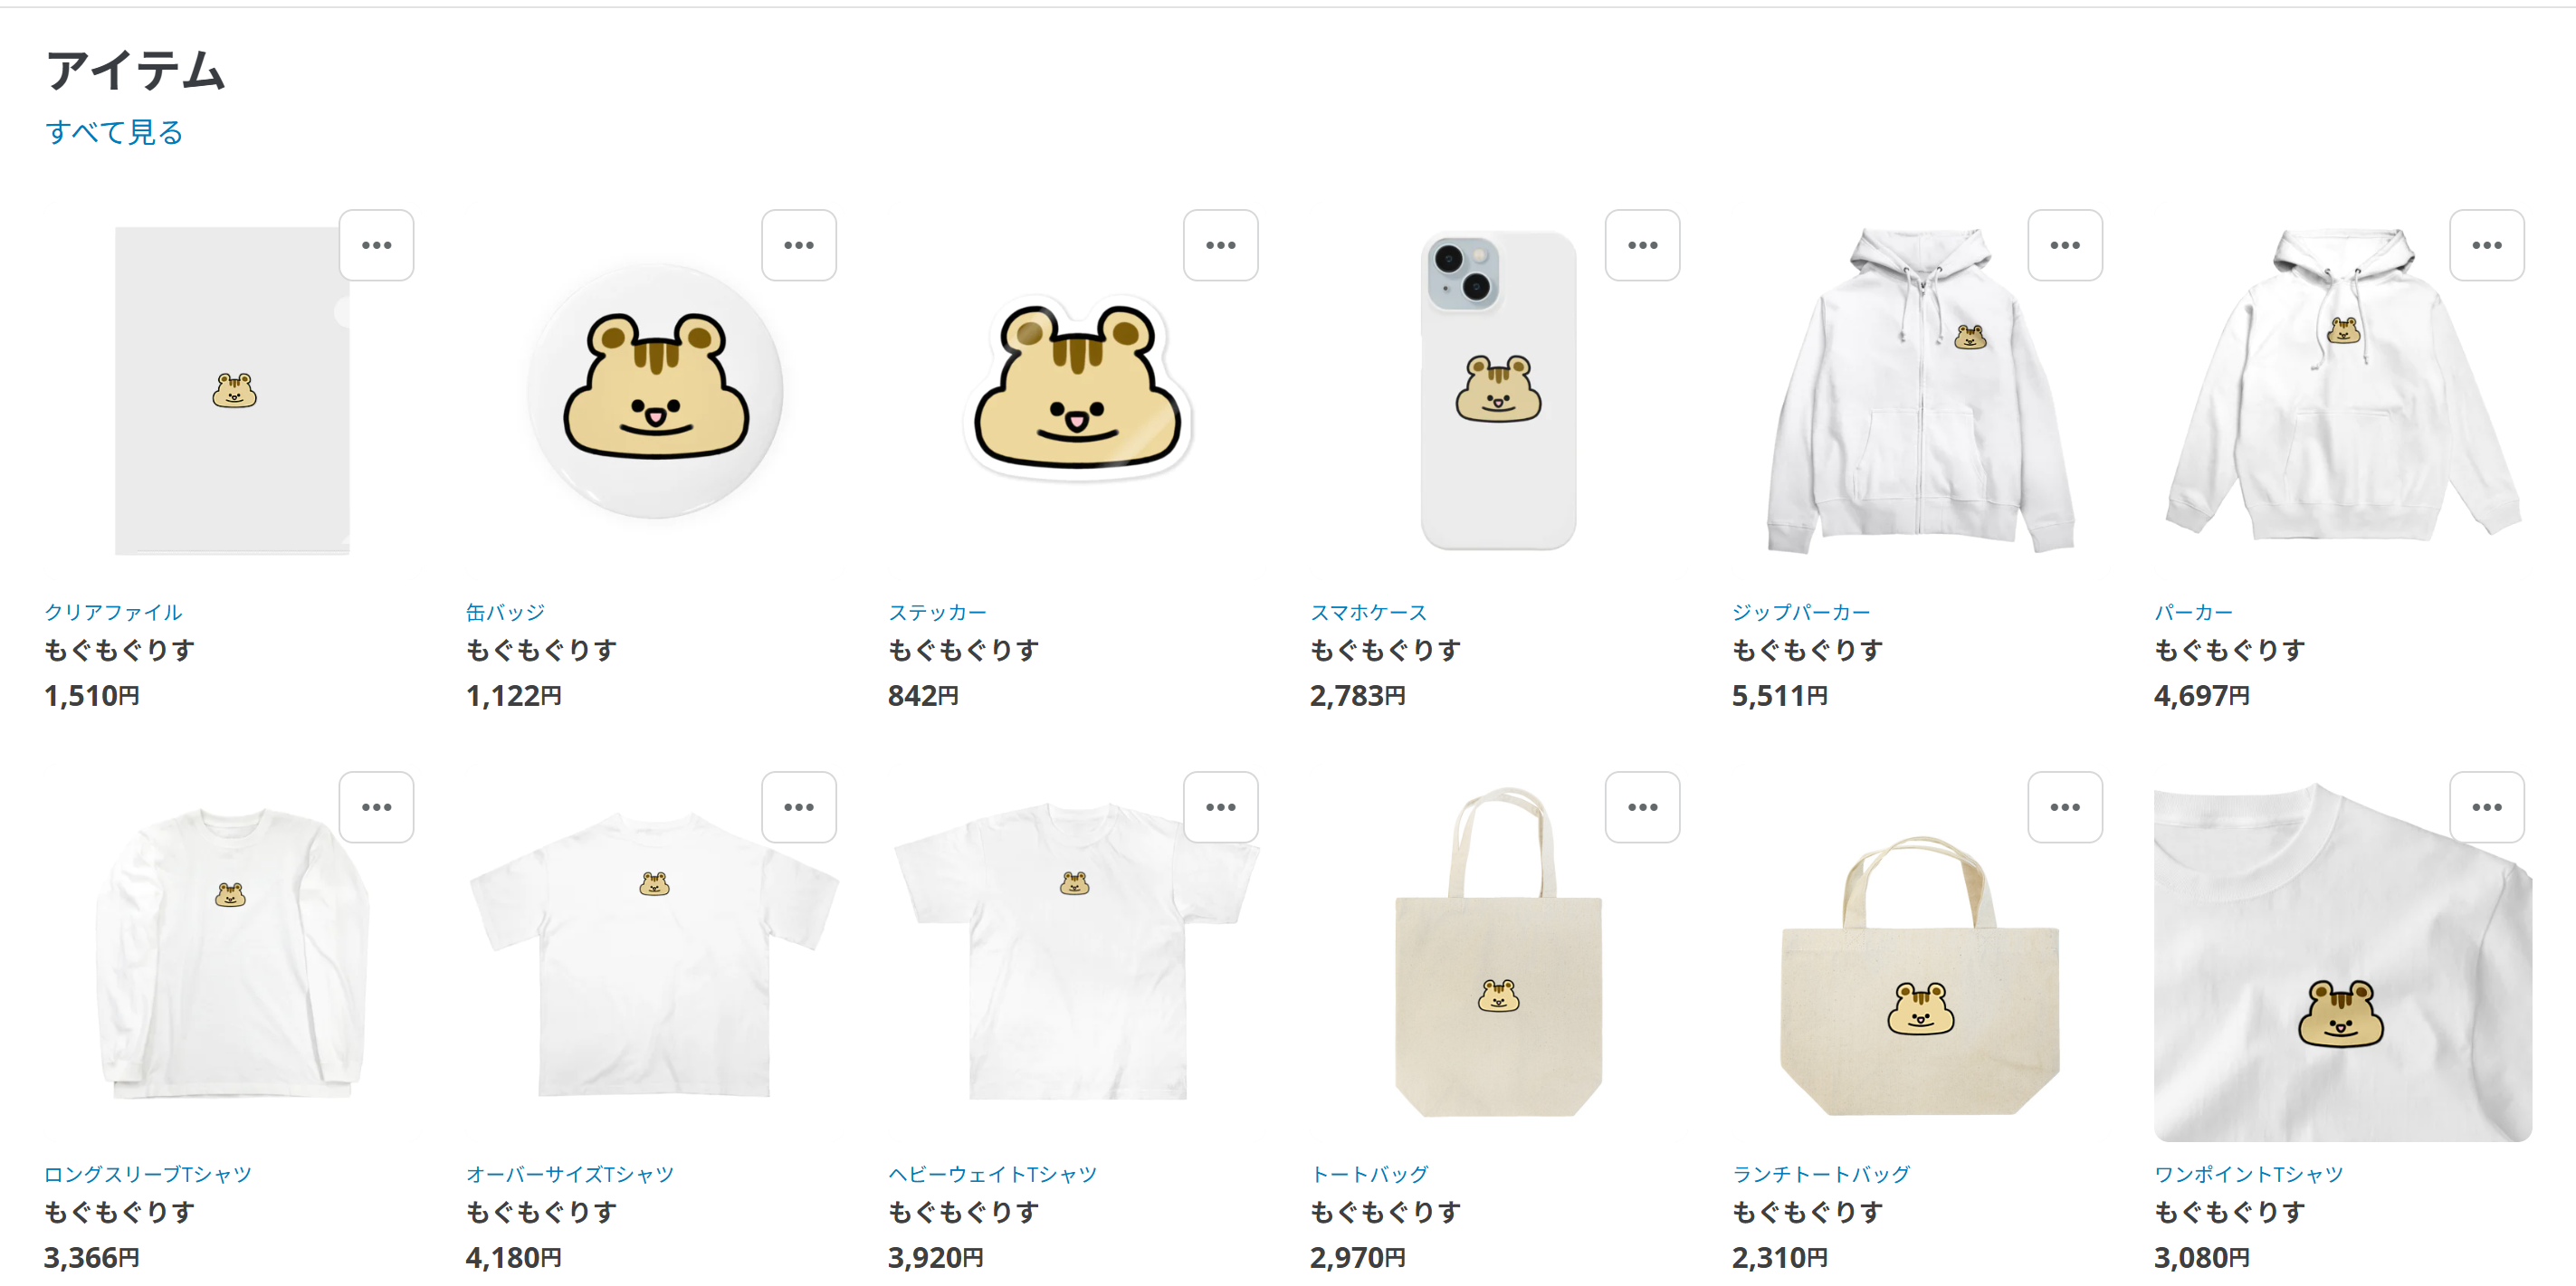 アイテム
すべて見る
クリアファイル
もぐもぐりす
1,510円
缶バッジ
もぐもぐりす
1,122円
ステッカー
もぐもぐりす
842円
スマホケース
もぐもぐりす
2,783円
ジップパーカー
もぐもぐりす
5,511円
パーカー
もぐもぐりす
4,697円
ロングスリーブTシャツ
もぐもぐりす
3,366円
オーバーサイズTシャツ
もぐもぐりす
4,180円
ヘビーウェイトTシャツ
もぐもぐりす
3,920円
トートバッグ
もぐもぐりす
2,970円
ランチトートバッグ
もぐもぐりす
2,310円
ワンポイントTシャツ
もぐもぐりす
3,080円